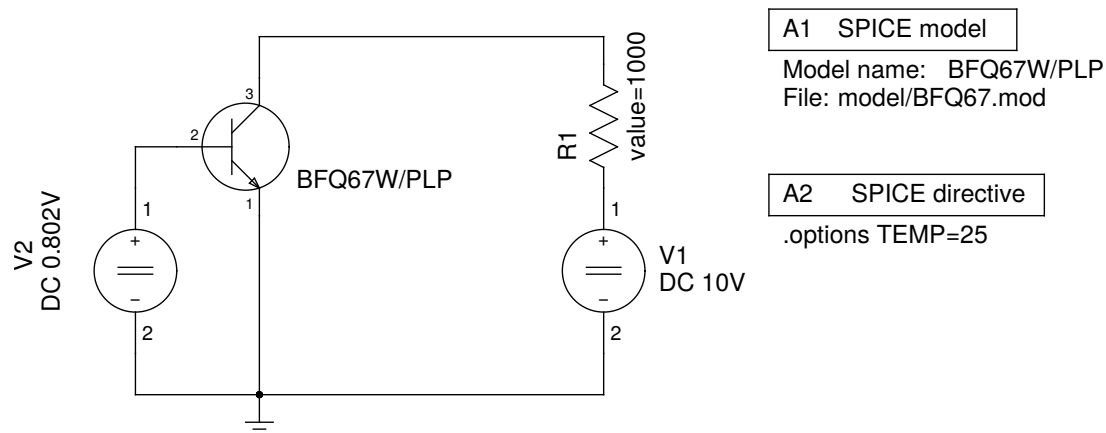 A1 SPICE model
Model name: BFQ67W/PLP
File: model/BFQ67.mod
A2 SPICE directive
.options TEMP=25
3
2
1
BFQ67W/PLP
R1
value=1000
V2
DC 0.802V
1
+
−
2
1
+
−
2
V1
DC 10V